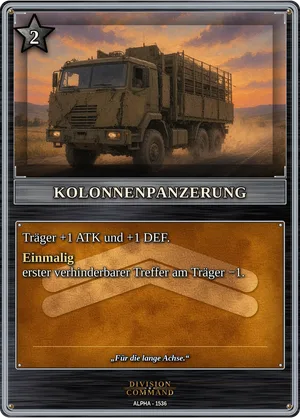 2
KOLONNENPANZERUNG
Träger +1 ATK und +1 DEF.
Einmalig
erster verhinderbarer Treffer am Träger −1.
„Für die lange Achse.“
DIVISION
COMMAND
ALPHA - 1536